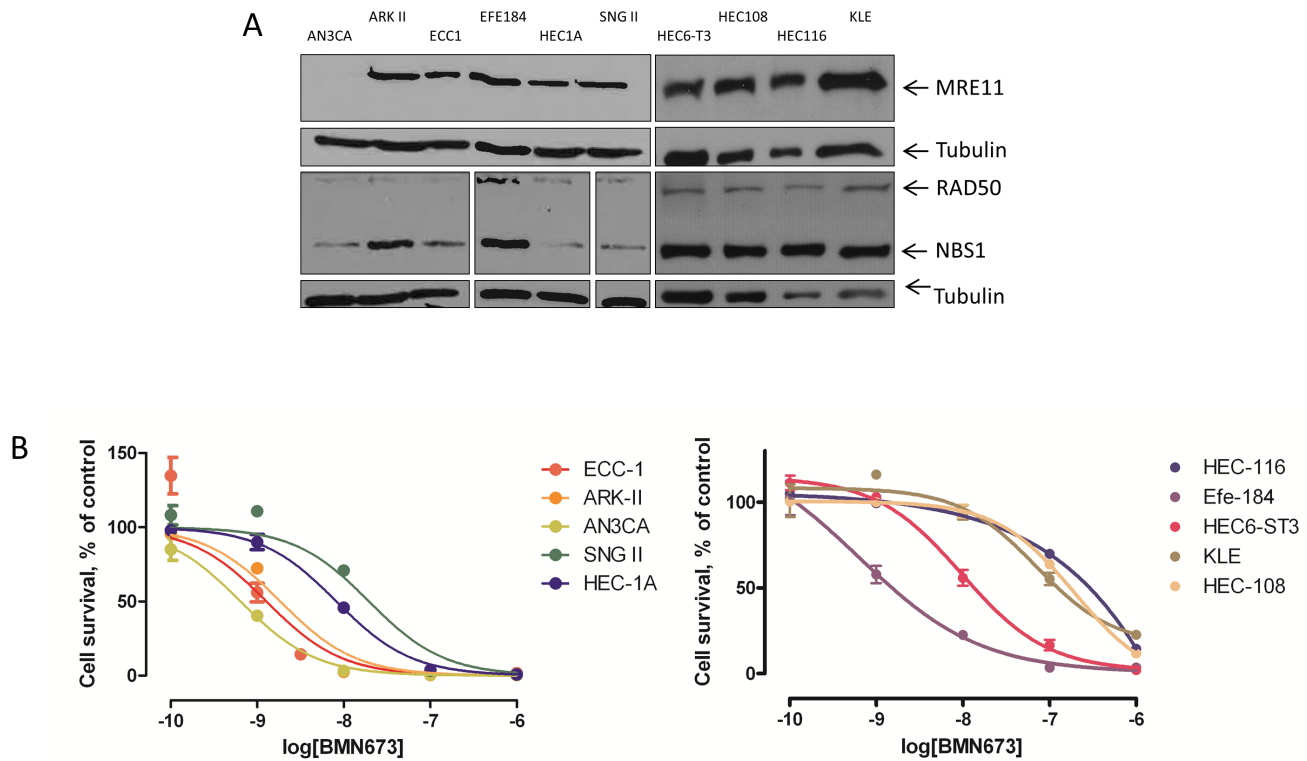 A
ARK II EFE184 SNG II HEC108 KLE
AN3CA ECC1 HEC1A HEC6-T3 HEC116
MRE11
Tubulin
RAD50
NBS1
Tubulin
B
Cell survival, % of control
150
100
50
0
-10 -9 -8 -7 -6
log[BMN673]
ECC-1
ARK-II
AN3CA
SNG II
HEC-1A
Cell survival, % of control
100
50
0
-10 -9 -8 -7 -6
log[BMN673]
HEC-116
Efe-184
HEC6-ST3
KLE
HEC-108